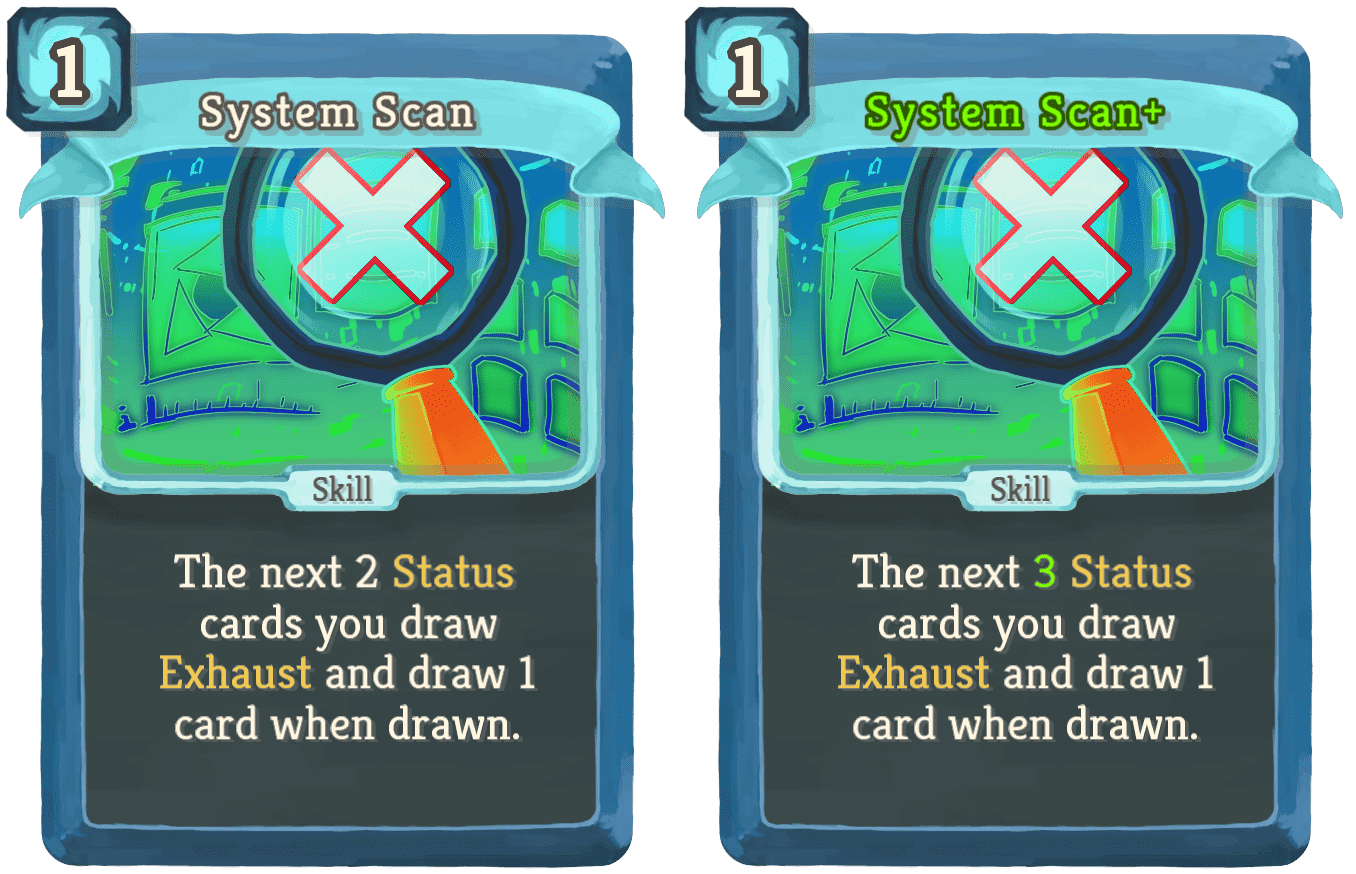 1
System Scan
Skill
The next 2 Status
cards you draw
Exhaust and draw 1
card when drawn.
1
System Scan+
Skill
The next 3 Status
cards you draw
Exhaust and draw 1
card when drawn.